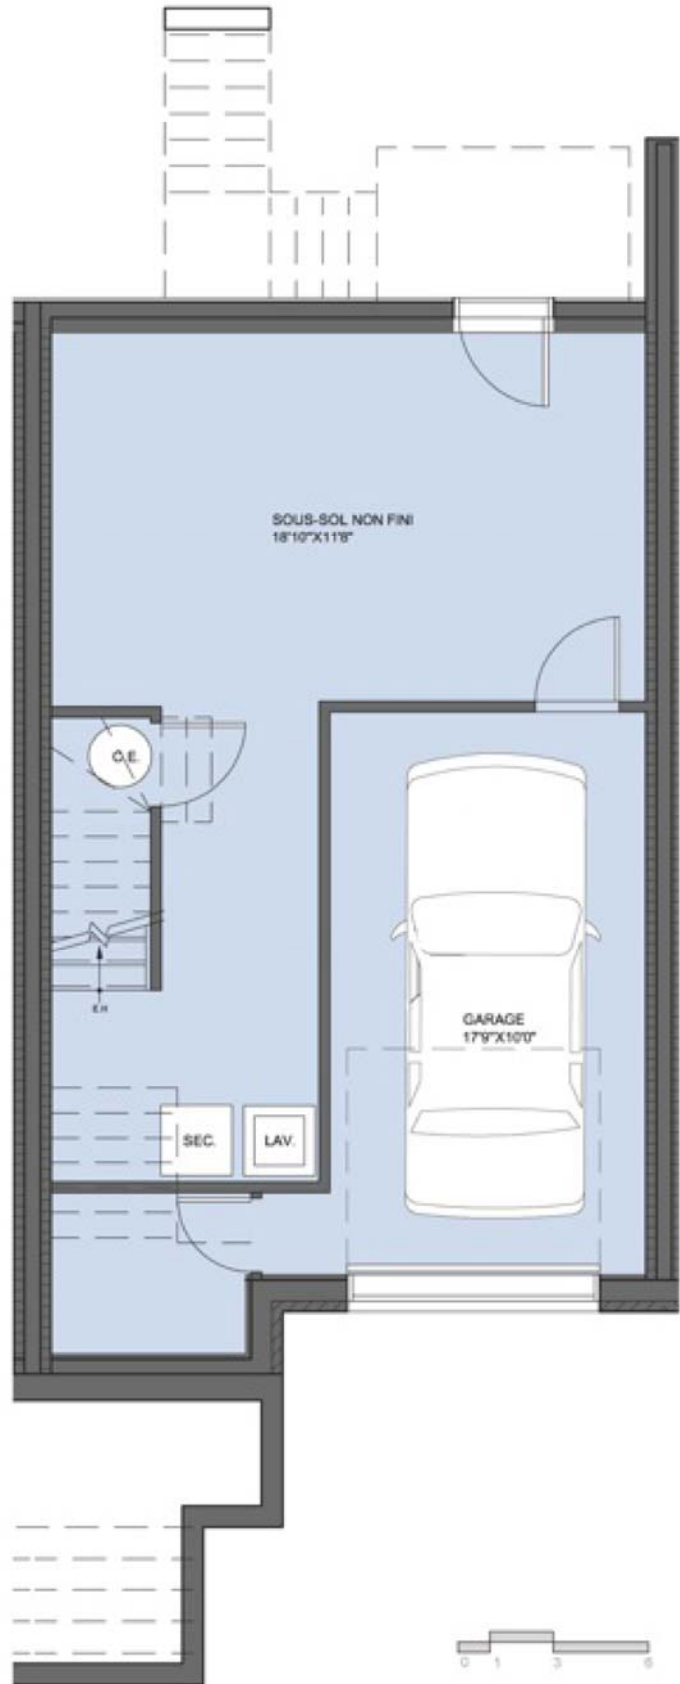 SOUS-SOL NON FINI
18'10"X11'8"
C.E.
E.H
GARAGE
17'9"X10'0"
SEC.
LAV.
0 1 3 6